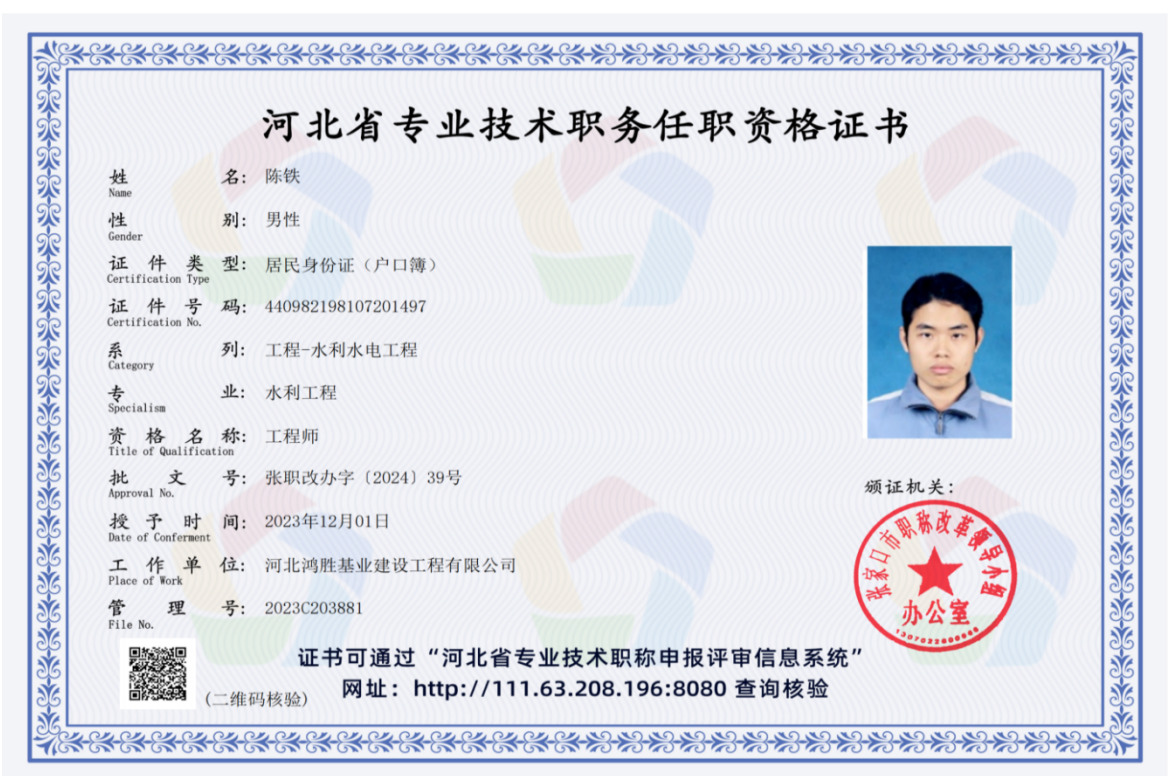 河北省专业技术职务任职资格证书
姓名: 陈铁
Name
性别: 男性
Gender
证件类型: 居民身份证（户口簿）
Certification Type
证件号码: 440982198107201497
Certification No.
系列: 工程-水利水电工程
Category
专业: 水利工程
Specialism
资格名称: 工程师
Title of Qualification
批文号: 张职改办字〔2024〕39号
Approval No.
授予时间: 2023年12月01日
Date of Conferment
工作单位: 河北鸿胜基业建设工程有限公司
Place of Work
管理号: 2023C203881
File No.
颁证机关:
张家口市职称改革领导小组
办公室
(二维码核验)
证书可通过“河北省专业技术职称申报评审信息系统”
网址：http://111.63.208.196:8080 查询核验